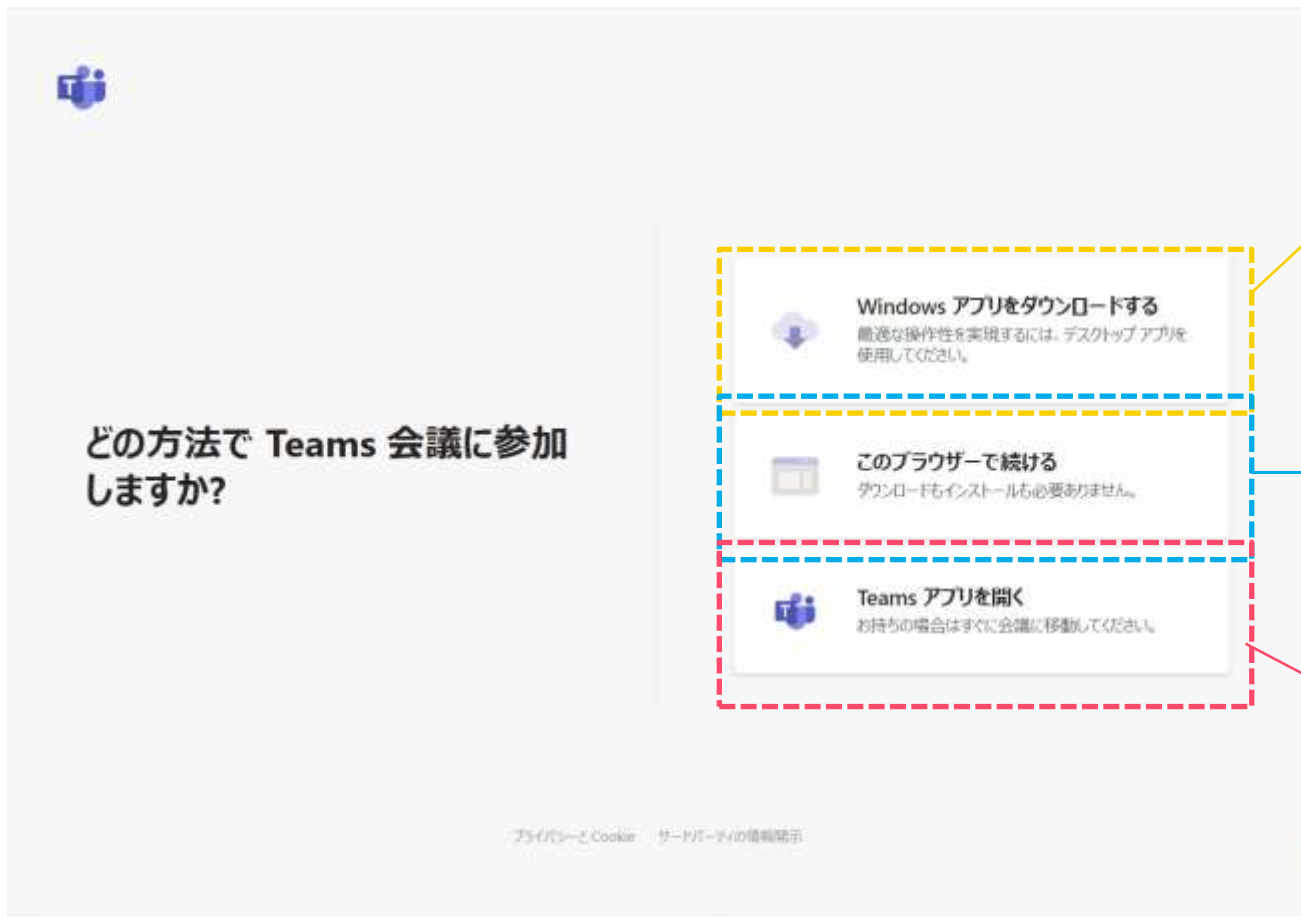 どの方法で Teams 会議に参加
しますか?
Windows アプリをダウンロードする
最適な操作性を実現するには、デスクトップ アプリを
使用してください。
このブラウザーで続ける
ダウンロードもインストールも必要ありません。
Teams アプリを開く
お持ちの場合はすぐに会議に移動してください。
プライバシーと Cookie サードパーティの情報開示